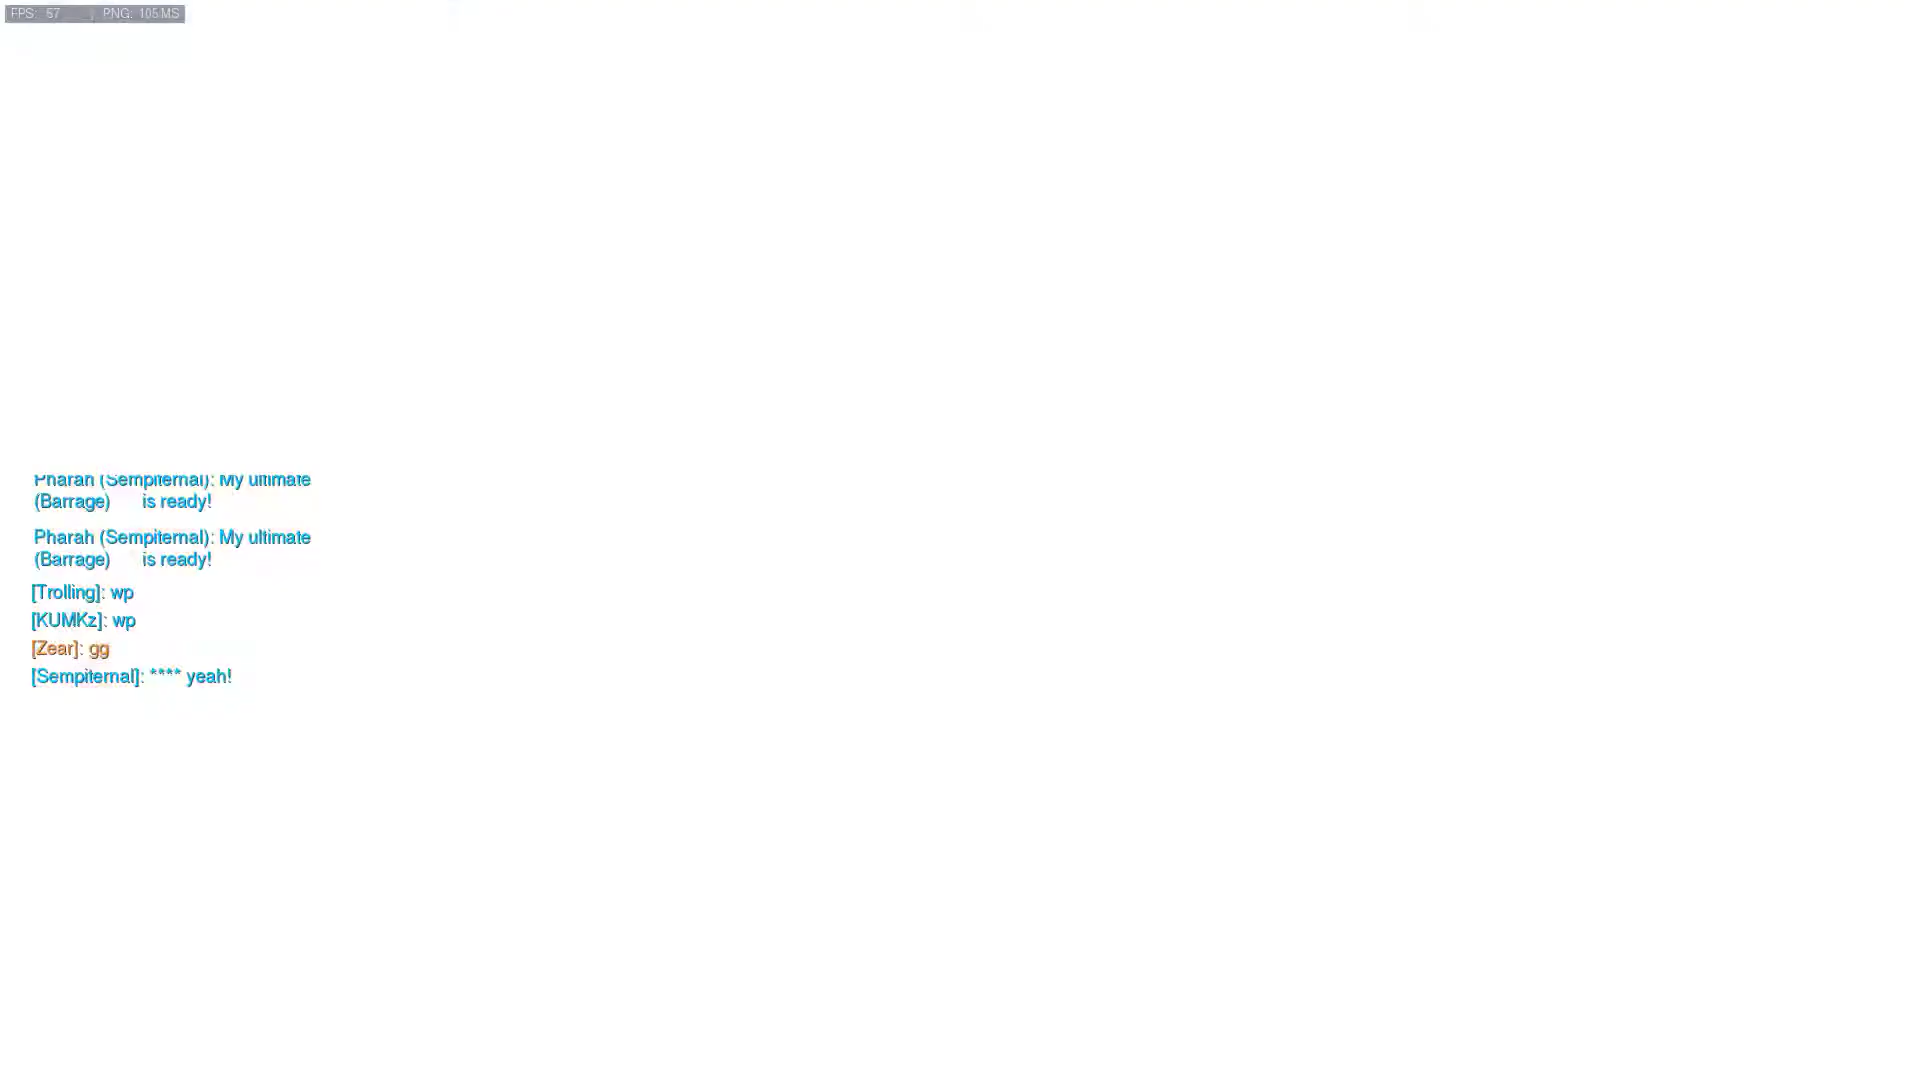 FPS: 57 PNG: 105 MS
Pharah (Sempiternal): My ultimate
(Barrage) is ready!
Pharah (Sempiternal): My ultimate
(Barrage) is ready!
[Trolling]: wp
[KUMKz]: wp
[Zear]: gg
[Sempiternal]: **** yeah!